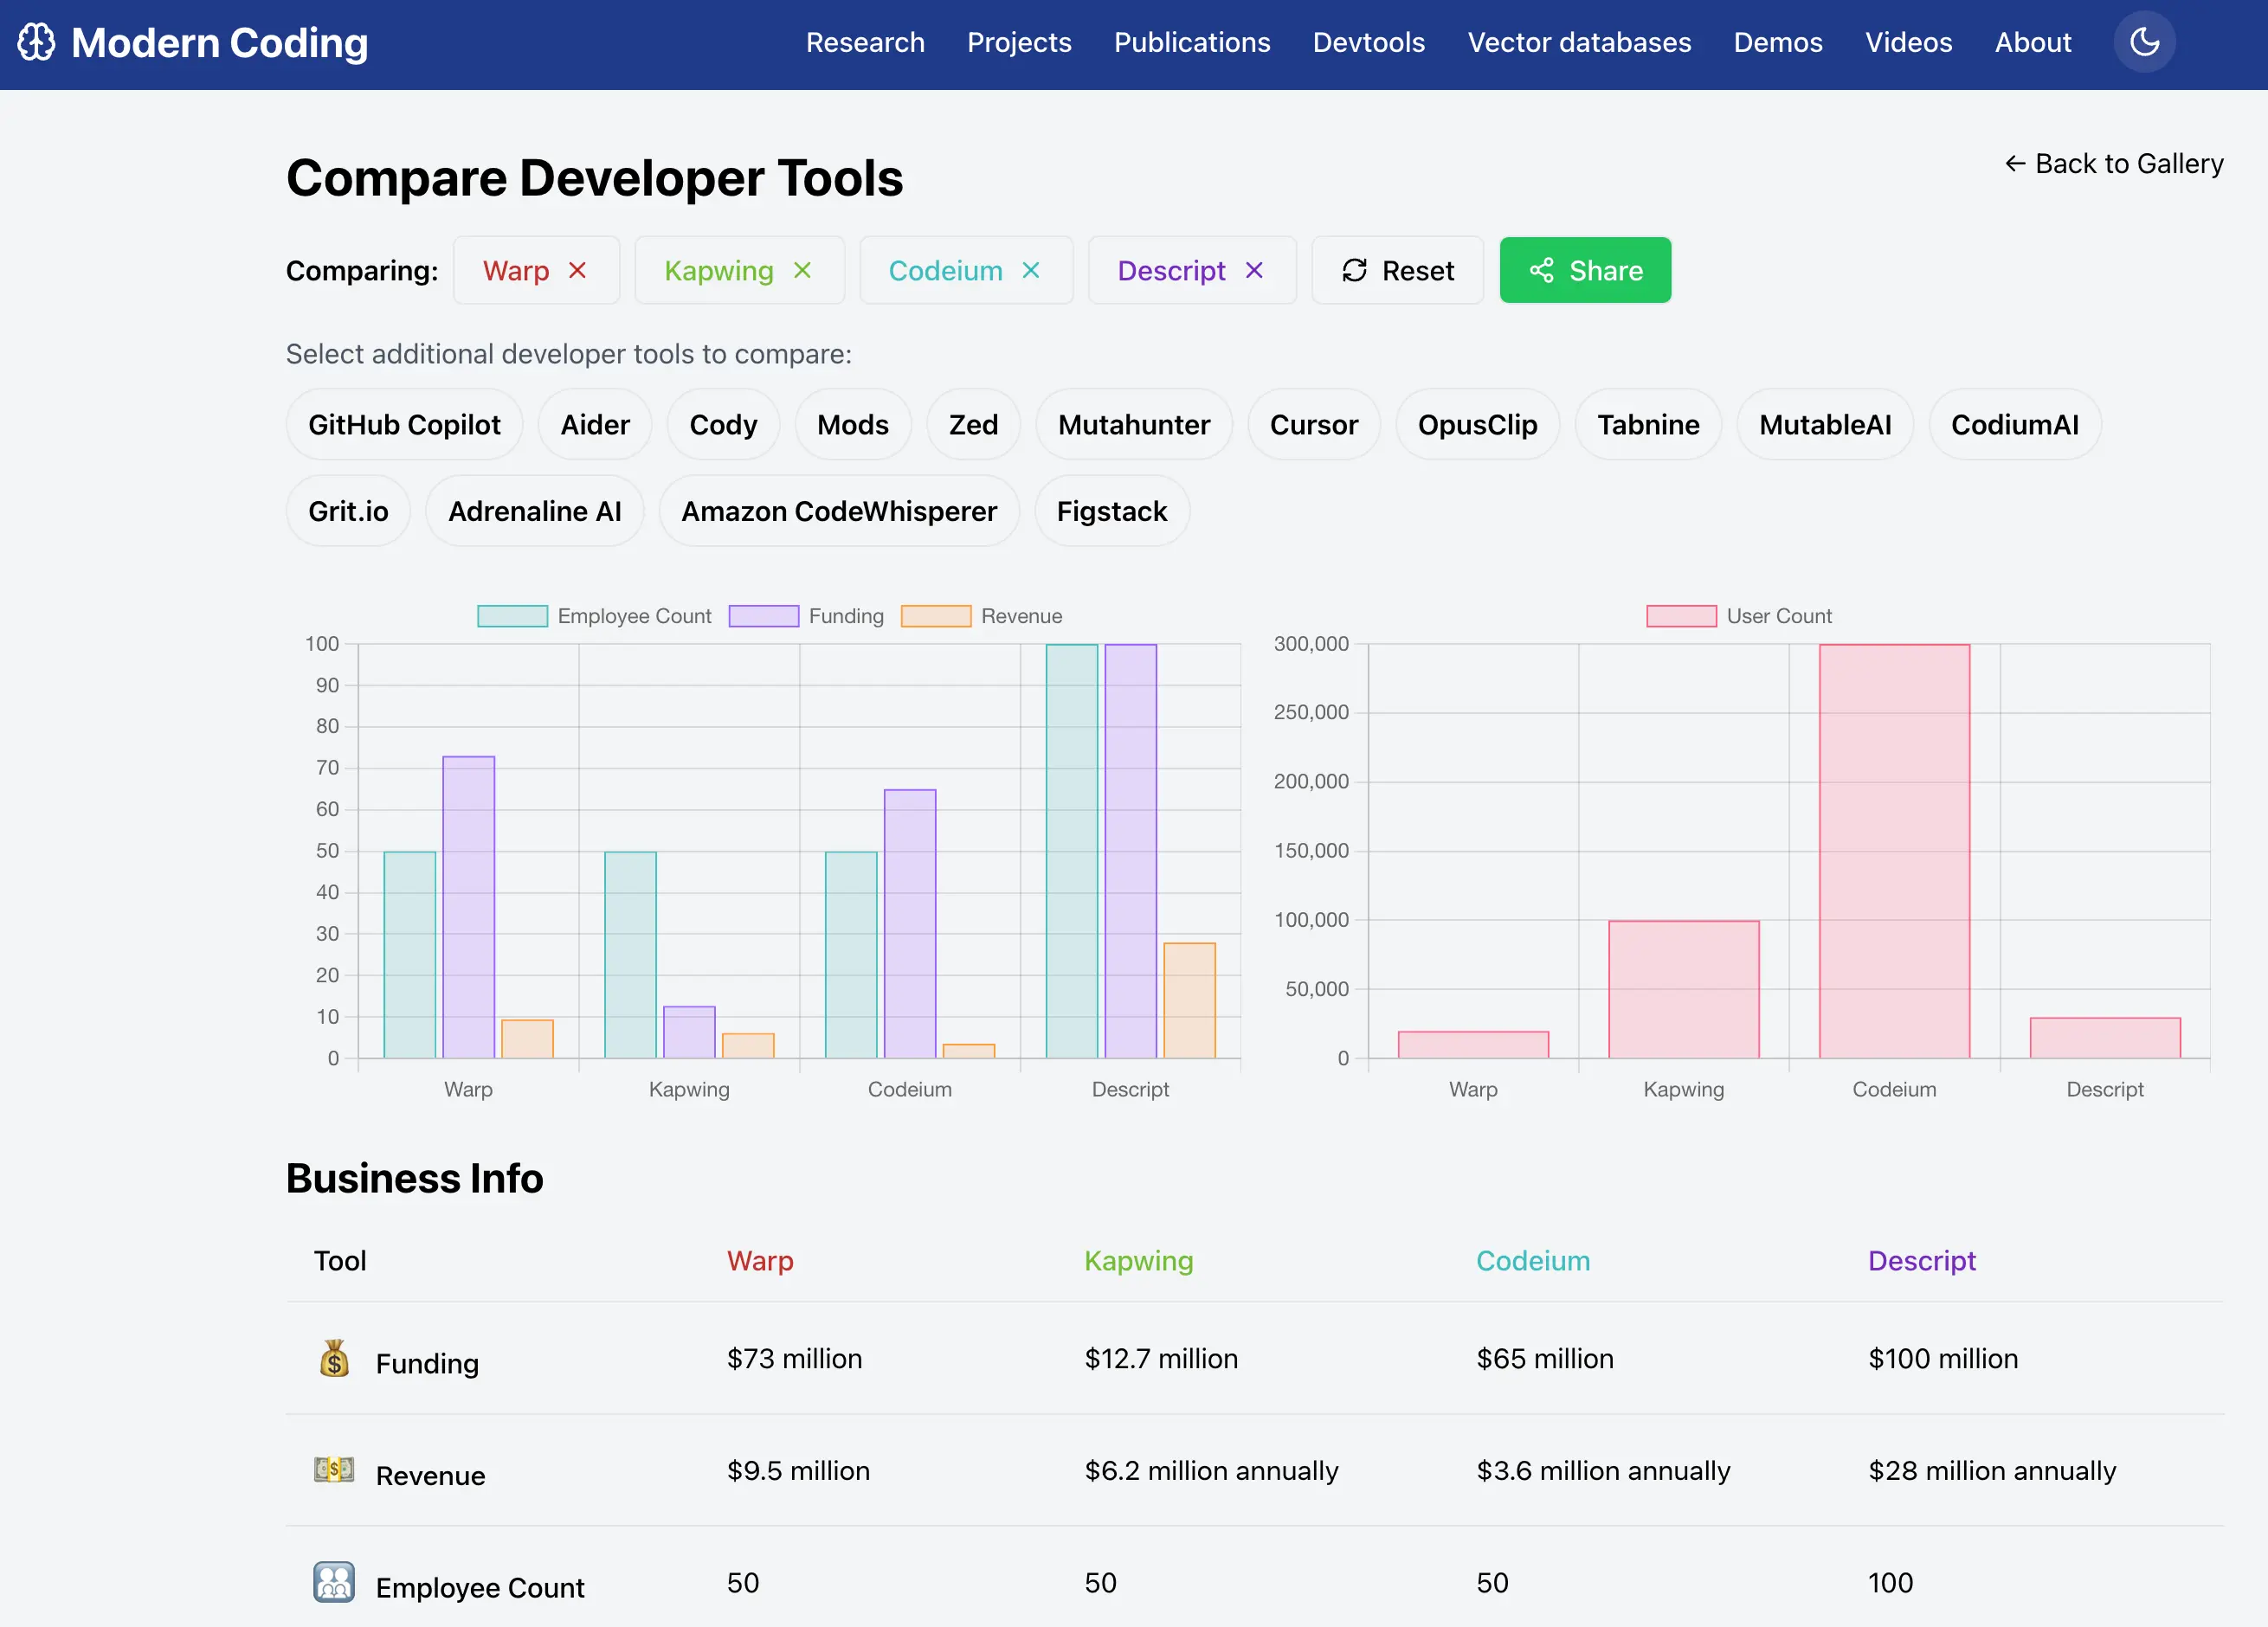 Modern Coding
Research Projects Publications Devtools Vector databases Demos Videos About
Compare Developer Tools
← Back to Gallery
Comparing: Warp × Kapwing × Codeium × Descript × Reset Share
Select additional developer tools to compare:
GitHub Copilot Aider Cody Mods Zed Mutahunter Cursor OpusClip Tabnine MutableAI CodiumAI
Grit.io Adrenaline AI Amazon CodeWhisperer Figstack
Employee Count Funding Revenue
100
90
80
70
60
50
40
30
20
10
0
Warp Kapwing Codeium Descript
User Count
300,000
250,000
200,000
150,000
100,000
50,000
0
Warp Kapwing Codeium Descript
Business Info
Tool Warp Kapwing Codeium Descript
Funding $73 million $12.7 million $65 million $100 million
Revenue $9.5 million $6.2 million annually $3.6 million annually $28 million annually
Employee Count 50 50 50 100